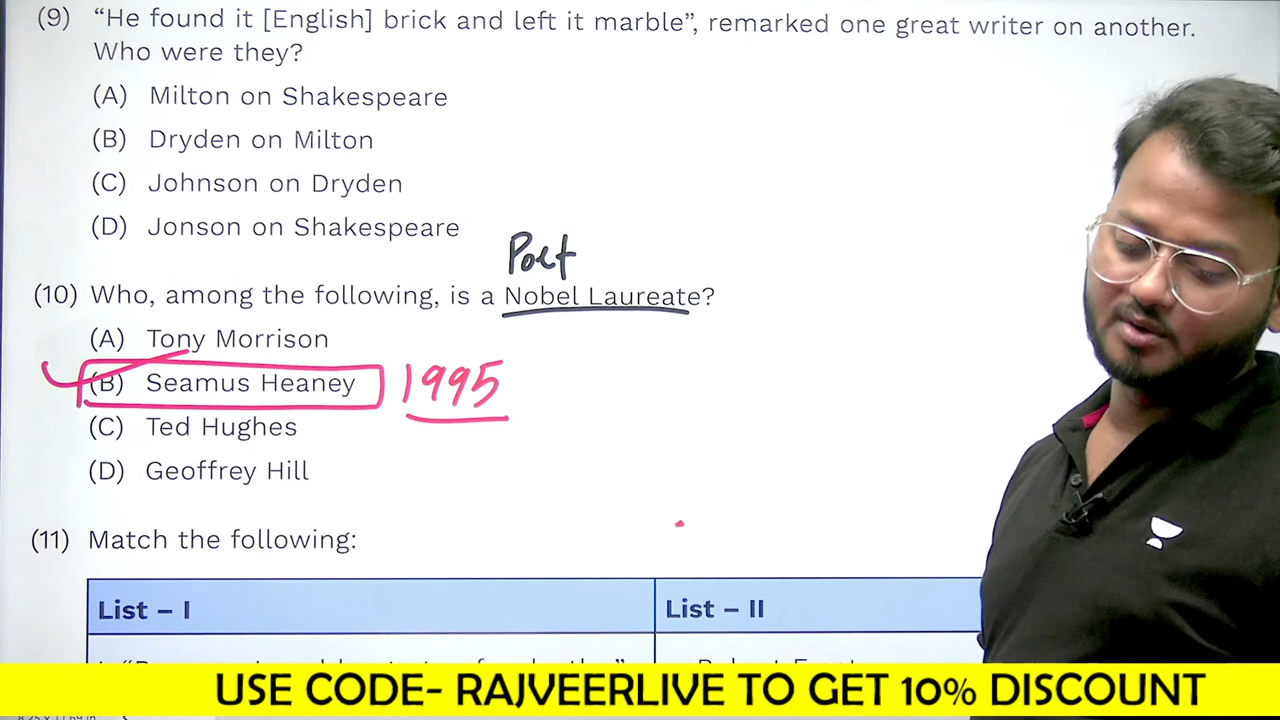 (9) “He found it [English] brick and left it marble”, remarked one great writer on another.
Who were they?
(A) Milton on Shakespeare
(B) Dryden on Milton
(C) Johnson on Dryden
(D) Jonson on Shakespeare
Poet
(10) Who, among the following, is a Nobel Laureate?
(A) Tony Morrison
(B) Seamus Heaney 1995
(C) Ted Hughes
(D) Geoffrey Hill
(11) Match the following:
List – I List – II
USE CODE- RAJVEERLIVE TO GET 10% DISCOUNT